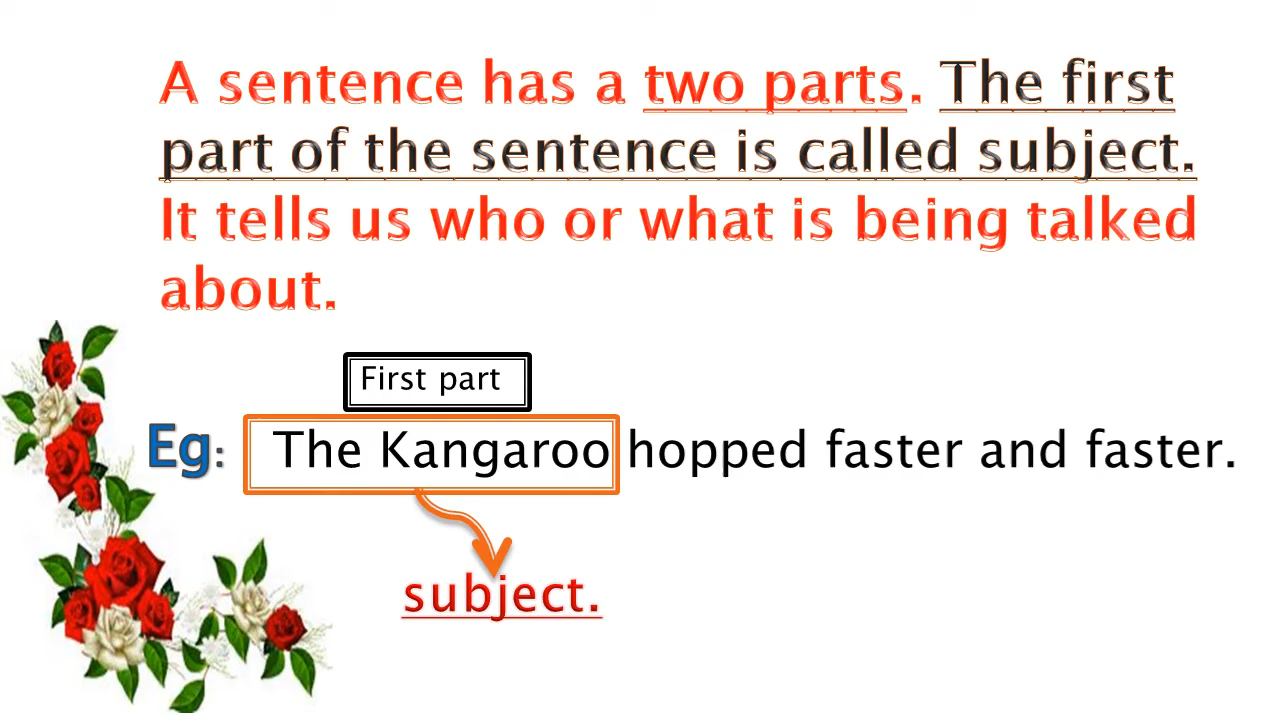 A sentence has a two parts. The first
part of the sentence is called subject.
It tells us who or what is being talked
about.
First part
Eg: The Kangaroo hopped faster and faster.
subject.